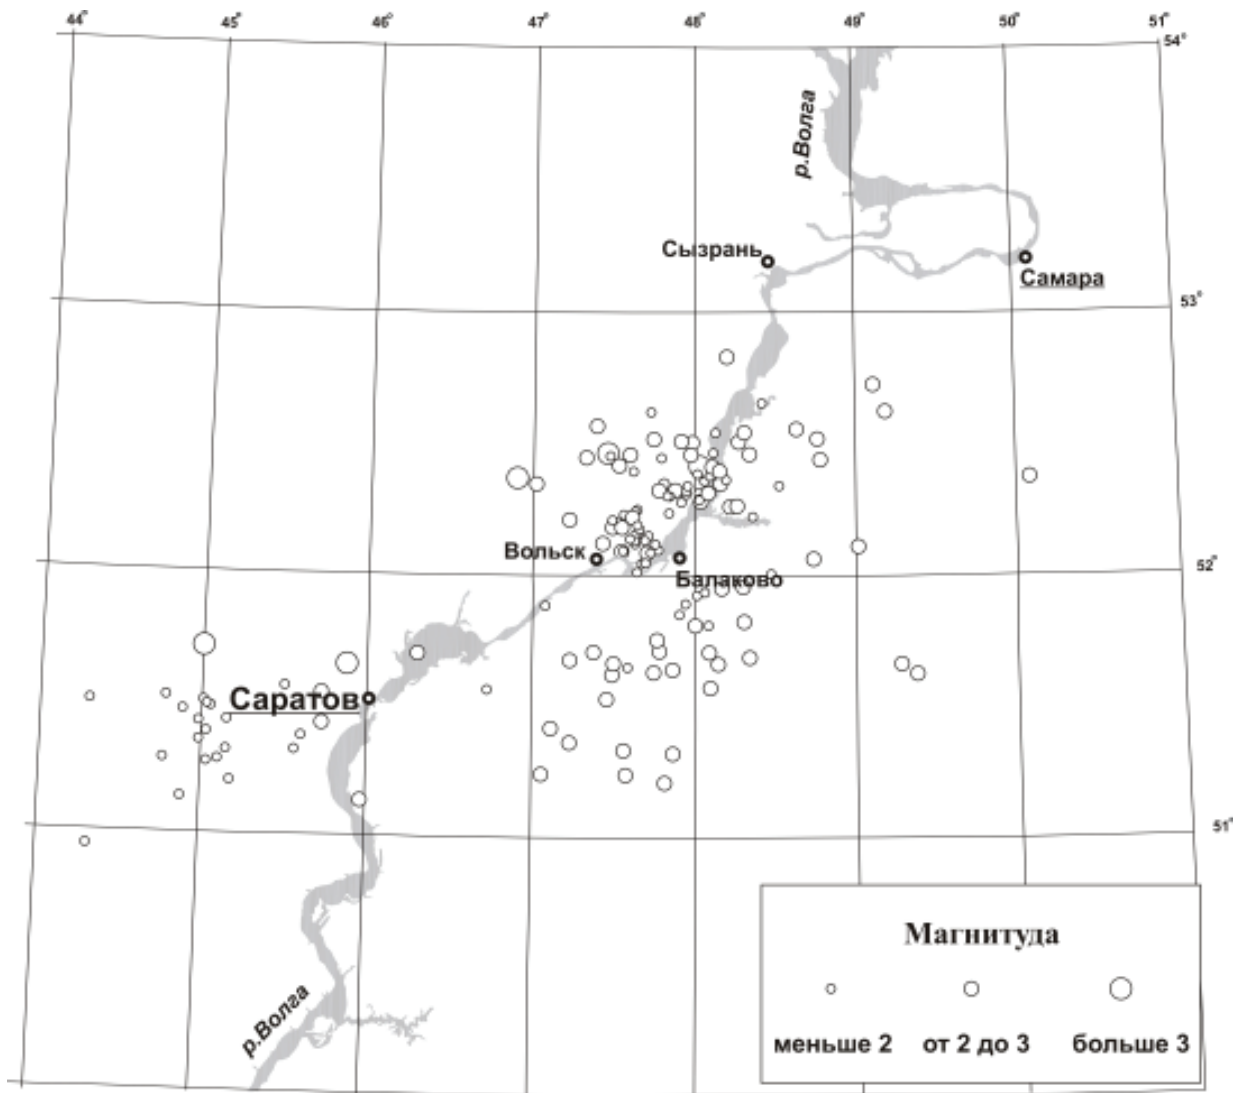 44° 45° 46° 47° 48° 49° 50° 51°
54°
р.Волга
Сызрань
Самара
53°
Вольск
Балаково
52°
Саратов
51°
р.Волга
Магнитуда
меньше 2 от 2 до 3 больше 3